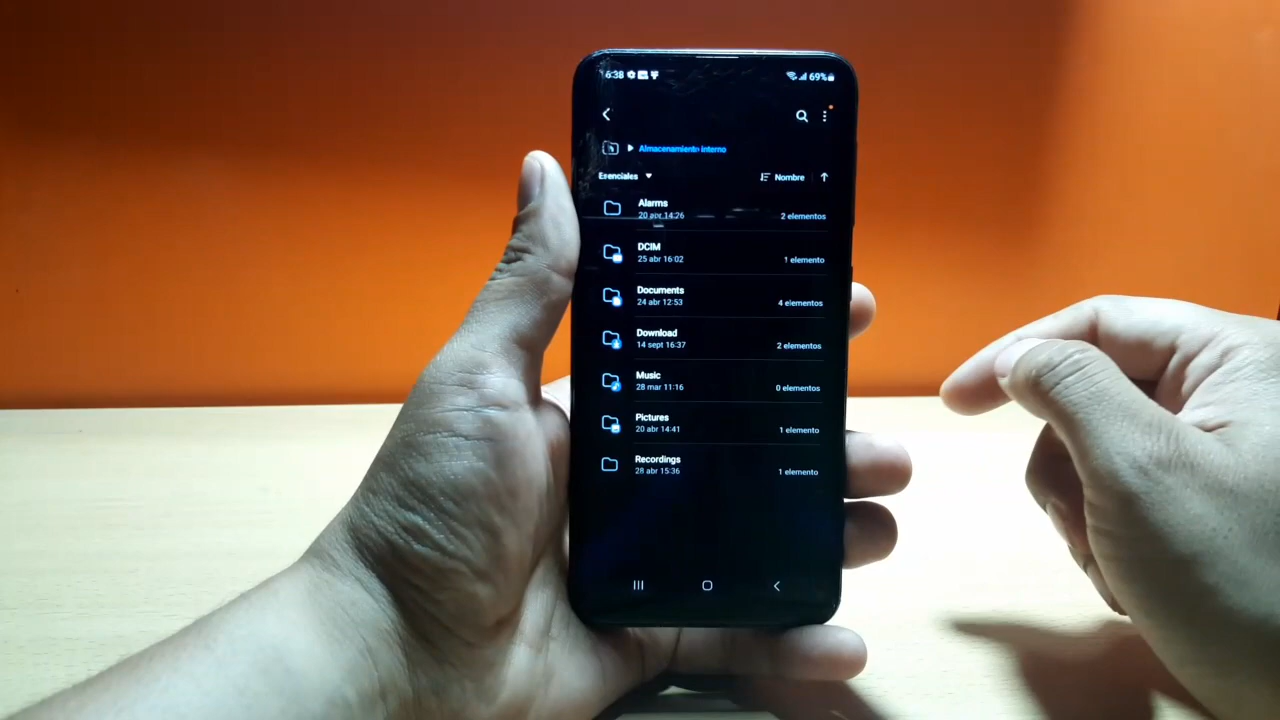 6:38 69%
Almacenamiento interno
Esenciales Nombre
Alarms
20 abr 14:26 2 elementos
DCIM
25 abr 16:02 1 elemento
Documents
24 abr 12:53 4 elementos
Download
14 sept 16:37 2 elementos
Music
28 mar 11:16 0 elementos
Pictures
20 abr 14:41 1 elemento
Recordings
28 abr 15:36 1 elemento